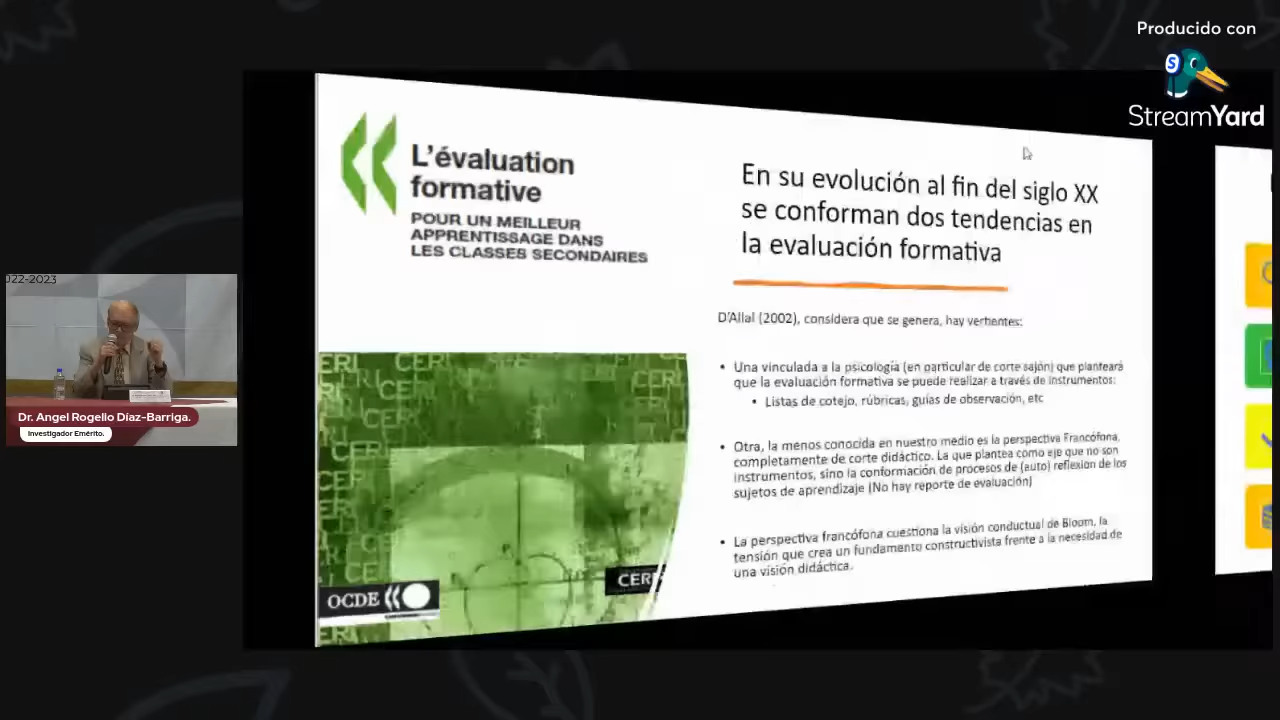 Producido con
StreamYard
022-2023
Dr. Angel Rogelio Díaz-Barriga.
Investigador Emérito.
L'évaluation
formative
POUR UN MEILLEUR
APPRENTISSAGE DANS
LES CLASSES SECONDAIRES
CERI
OCDE
CERI
En su evolución al fin del siglo XX
se conforman dos tendencias en
la evaluación formativa
D'Allal (2002), considera que se genera, hay vertientes:
• Una vinculada a la psicología (en particular de corte sajón) que planteará
que la evaluación formativa se puede realizar a través de instrumentos:
• Listas de cotejo, rúbricas, guías de observación, etc
• Otra, la menos conocida en nuestro medio es la perspectiva Francófona,
completamente de corte didáctico. La que plantea como eje que no son
instrumentos, sino la conformación de procesos de (auto) reflexion de los
sujetos de aprendizaje (No hay reporte de evaluación)
• La perspectiva francófona cuestiona la visión conductual de Bloom, la
tensión que crea un fundamento constructivista frente a la necesidad de
una visión didáctica.